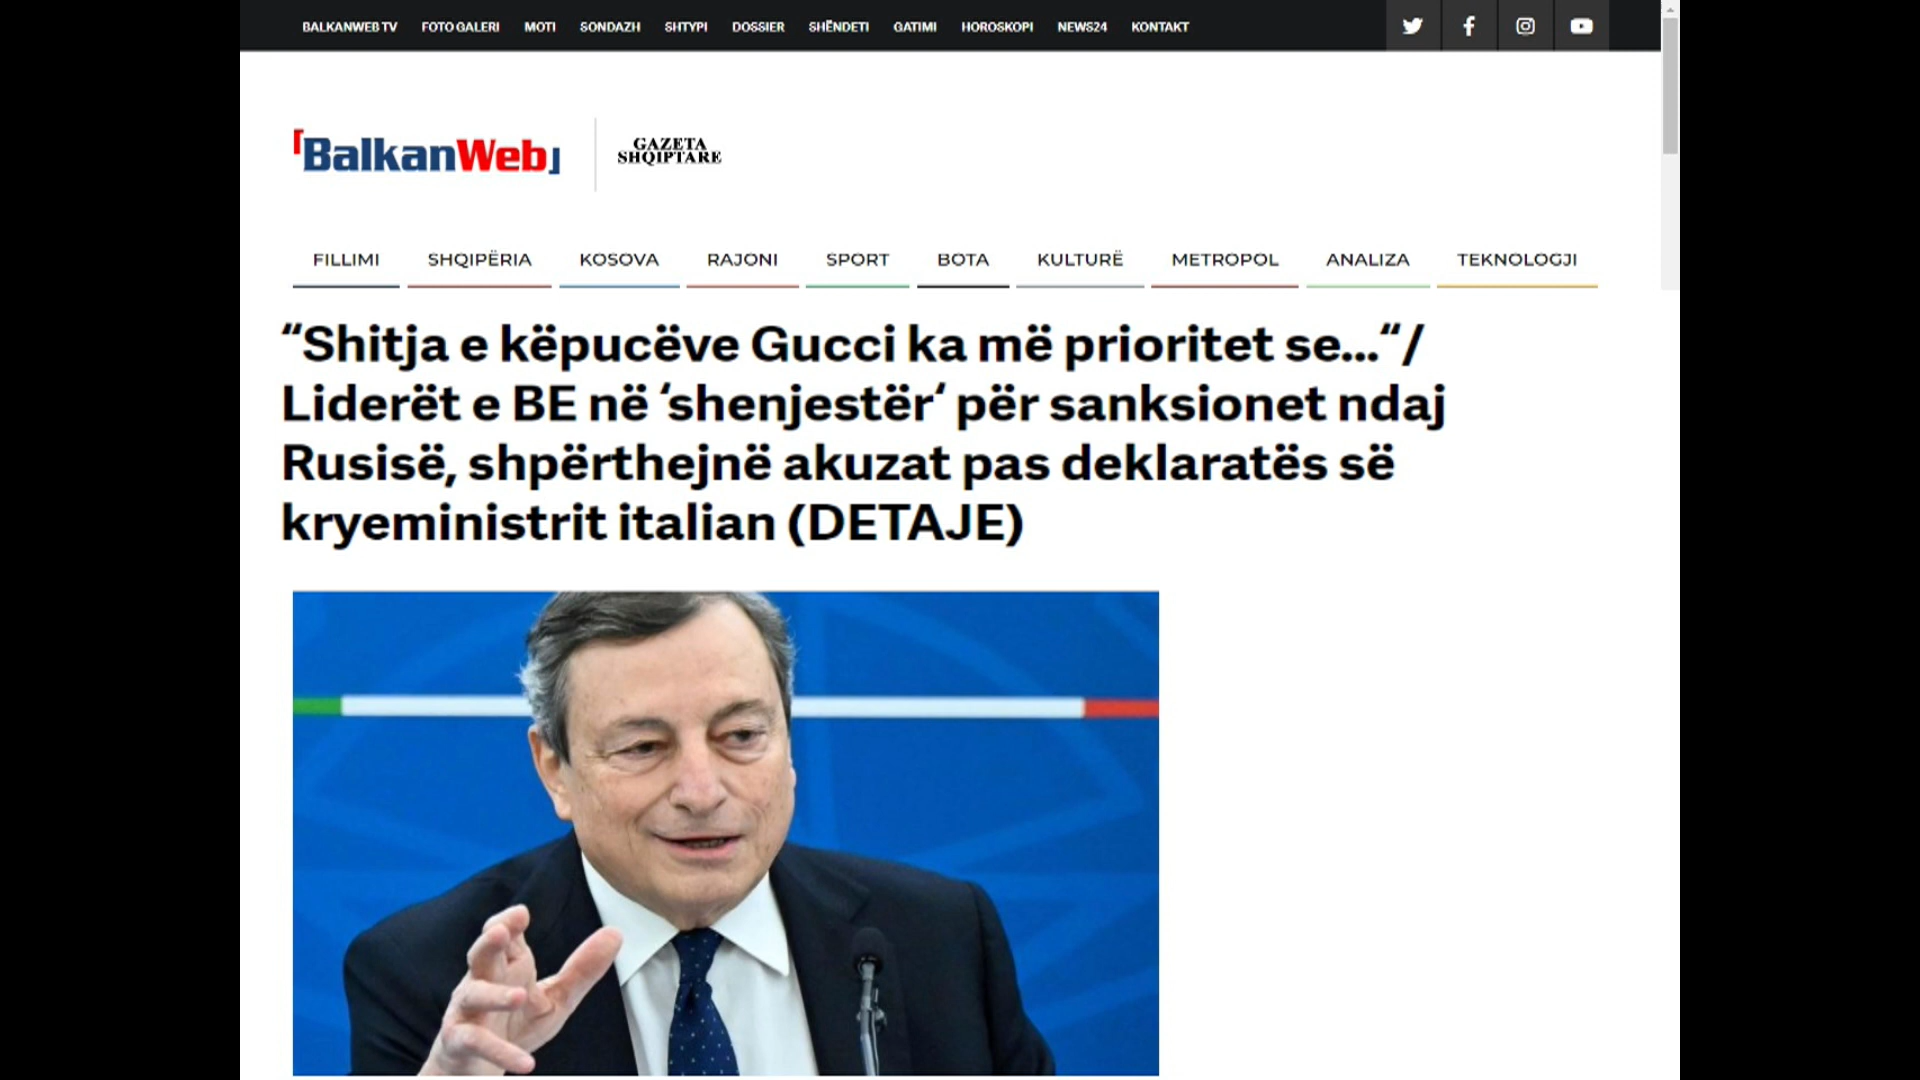 BALKANWEB TV FOTO GALERI MOTI SONDAZH SHTYPI DOSSIER SHËNDETI GATIMI HOROSKOPI NEWS24 KONTAKT
BalkanWeb
GAZETA
SHQIPTARE
FILLIMI SHQIPËRIA KOSOVA RAJONI SPORT BOTA KULTURË METROPOL ANALIZA TEKNOLOGJI
“Shitja e këpucëve Gucci ka më prioritet se...“/
Liderët e BE në ‘shenjestër‘ për sanksionet ndaj
Rusisë, shpërthejnë akuzat pas deklaratës së
kryeministrit italian (DETAJE)